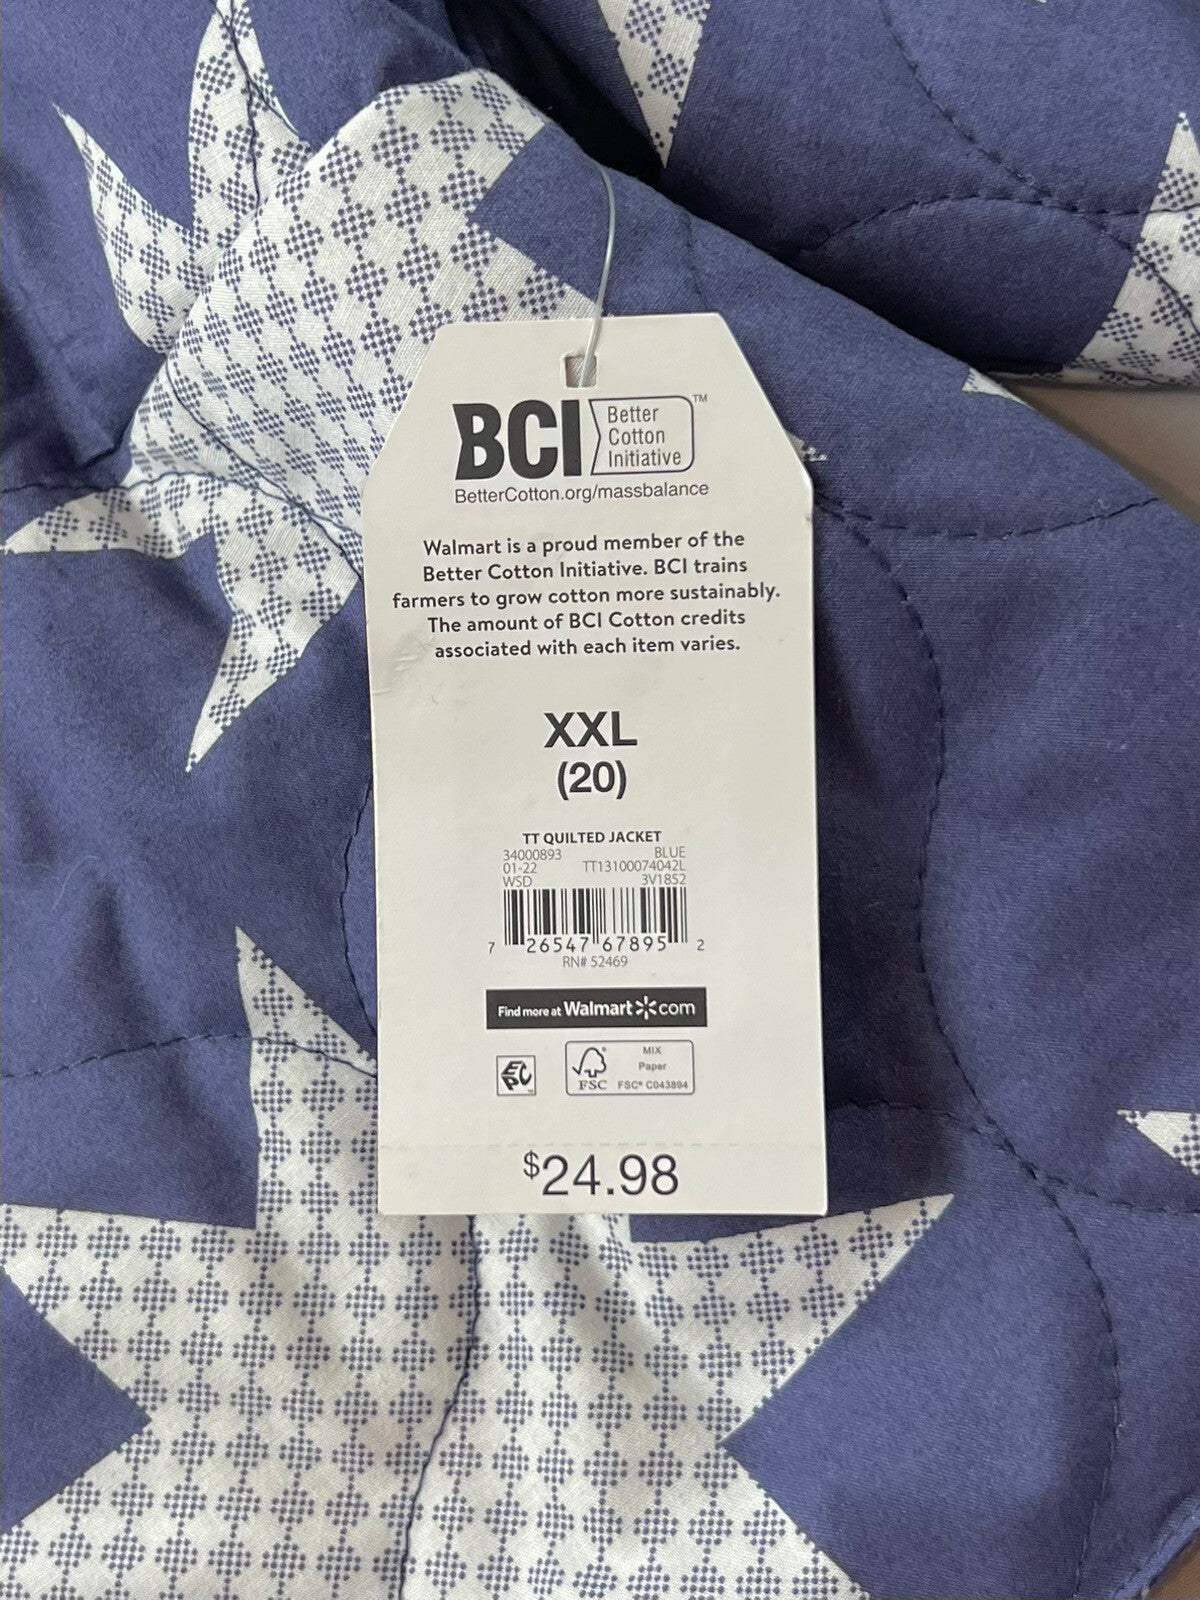 BCI Better Cotton Initiative ™
BetterCotton.org/massbalance
Walmart is a proud member of the
Better Cotton Initiative. BCI trains
farmers to grow cotton more sustainably.
The amount of BCI Cotton credits
associated with each item varies.
XXL
(20)
TT QUILTED JACKET
34000893 BLUE
01-22 TT13100074042L
WSD 3V1852
7 26547 67895 2
RN# 52469
Find more at Walmart.com
EPC
FSC MIX
Paper
FSC® C043894
$24.98